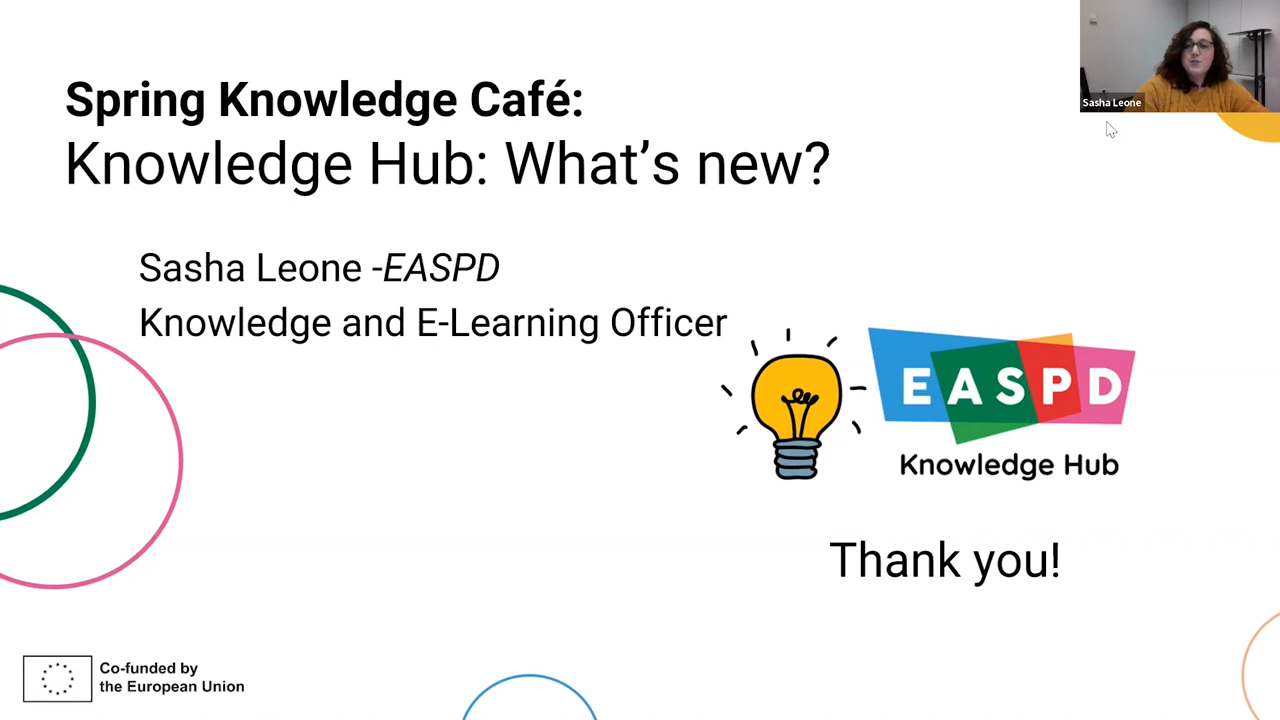 Spring Knowledge Café:
Knowledge Hub: What's new?
Sasha Leone
Sasha Leone -EASPD
Knowledge and E-Learning Officer
EASPD
Knowledge Hub
Thank you!
Co-funded by
the European Union